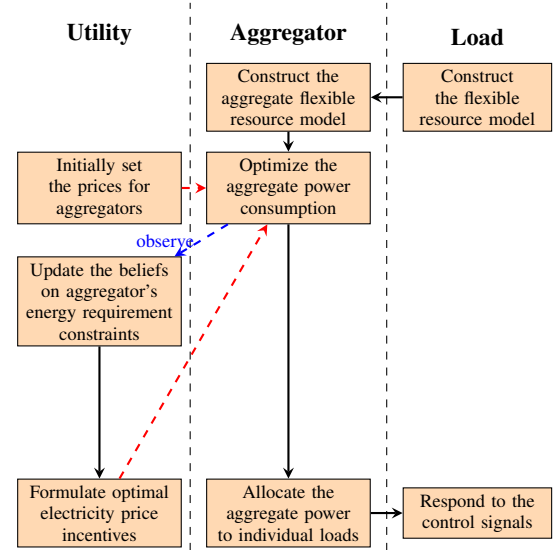 Utility
Aggregator
Load
Construct the
aggregate flexible
resource model
Construct
the flexible
resource model
Initially set
the prices for
aggregators
Optimize the
aggregate power
consumption
observe
Update the beliefs
on aggregator's
energy requirement
constraints
Formulate optimal
electricity price
incentives
Allocate the
aggregate power
to individual loads
Respond to the
control signals